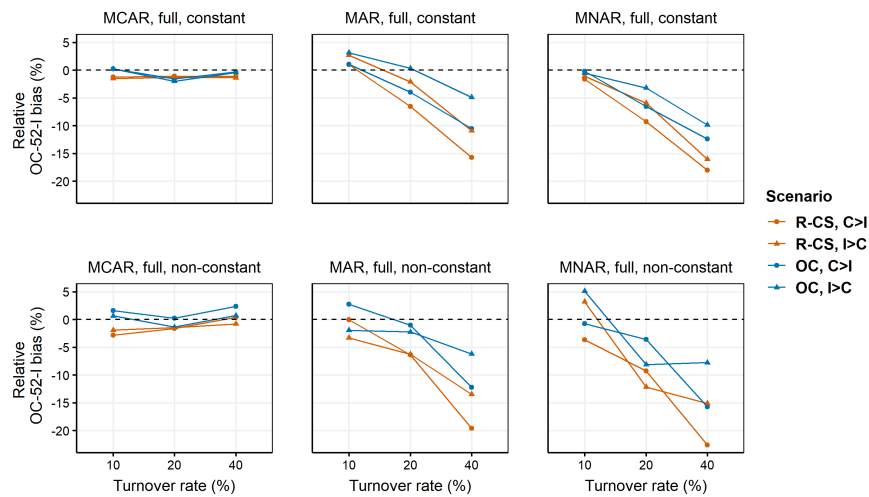 MCAR, full, constant
MAR, full, constant
MNAR, full, constant
Relative
OC-52-I bias (%)
5
0
-5
-10
-15
-20
MCAR, full, non-constant
MAR, full, non-constant
MNAR, full, non-constant
Relative
OC-52-I bias (%)
5
0
-5
-10
-15
-20
10 20 40
10 20 40
10 20 40
Turnover rate (%)
Turnover rate (%)
Turnover rate (%)
Scenario
R-CS, C>I
R-CS, I>C
OC, C>I
OC, I>C